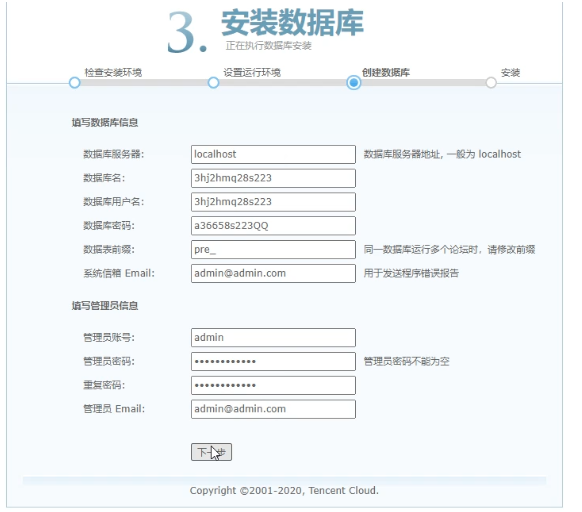 3. 安装数据库
正在执行数据库安装
检查安装环境 设置运行环境 创建数据库 安装
填写数据库信息
数据库服务器: localhost 数据库服务器地址, 一般为 localhost
数据库名: 3hj2hmq28s223
数据库用户名: 3hj2hmq28s223
数据库密码: a36658s223QQ
数据表前缀: pre_ 同一数据库运行多个论坛时，请修改前缀
系统信箱 Email: admin@admin.com 用于发送程序错误报告
填写管理员信息
管理员账号: admin
管理员密码: •••••••••••• 管理员密码不能为空
重复密码: ••••••••••••
管理员 Email: admin@admin.com
下一步
Copyright ©2001-2020, Tencent Cloud.